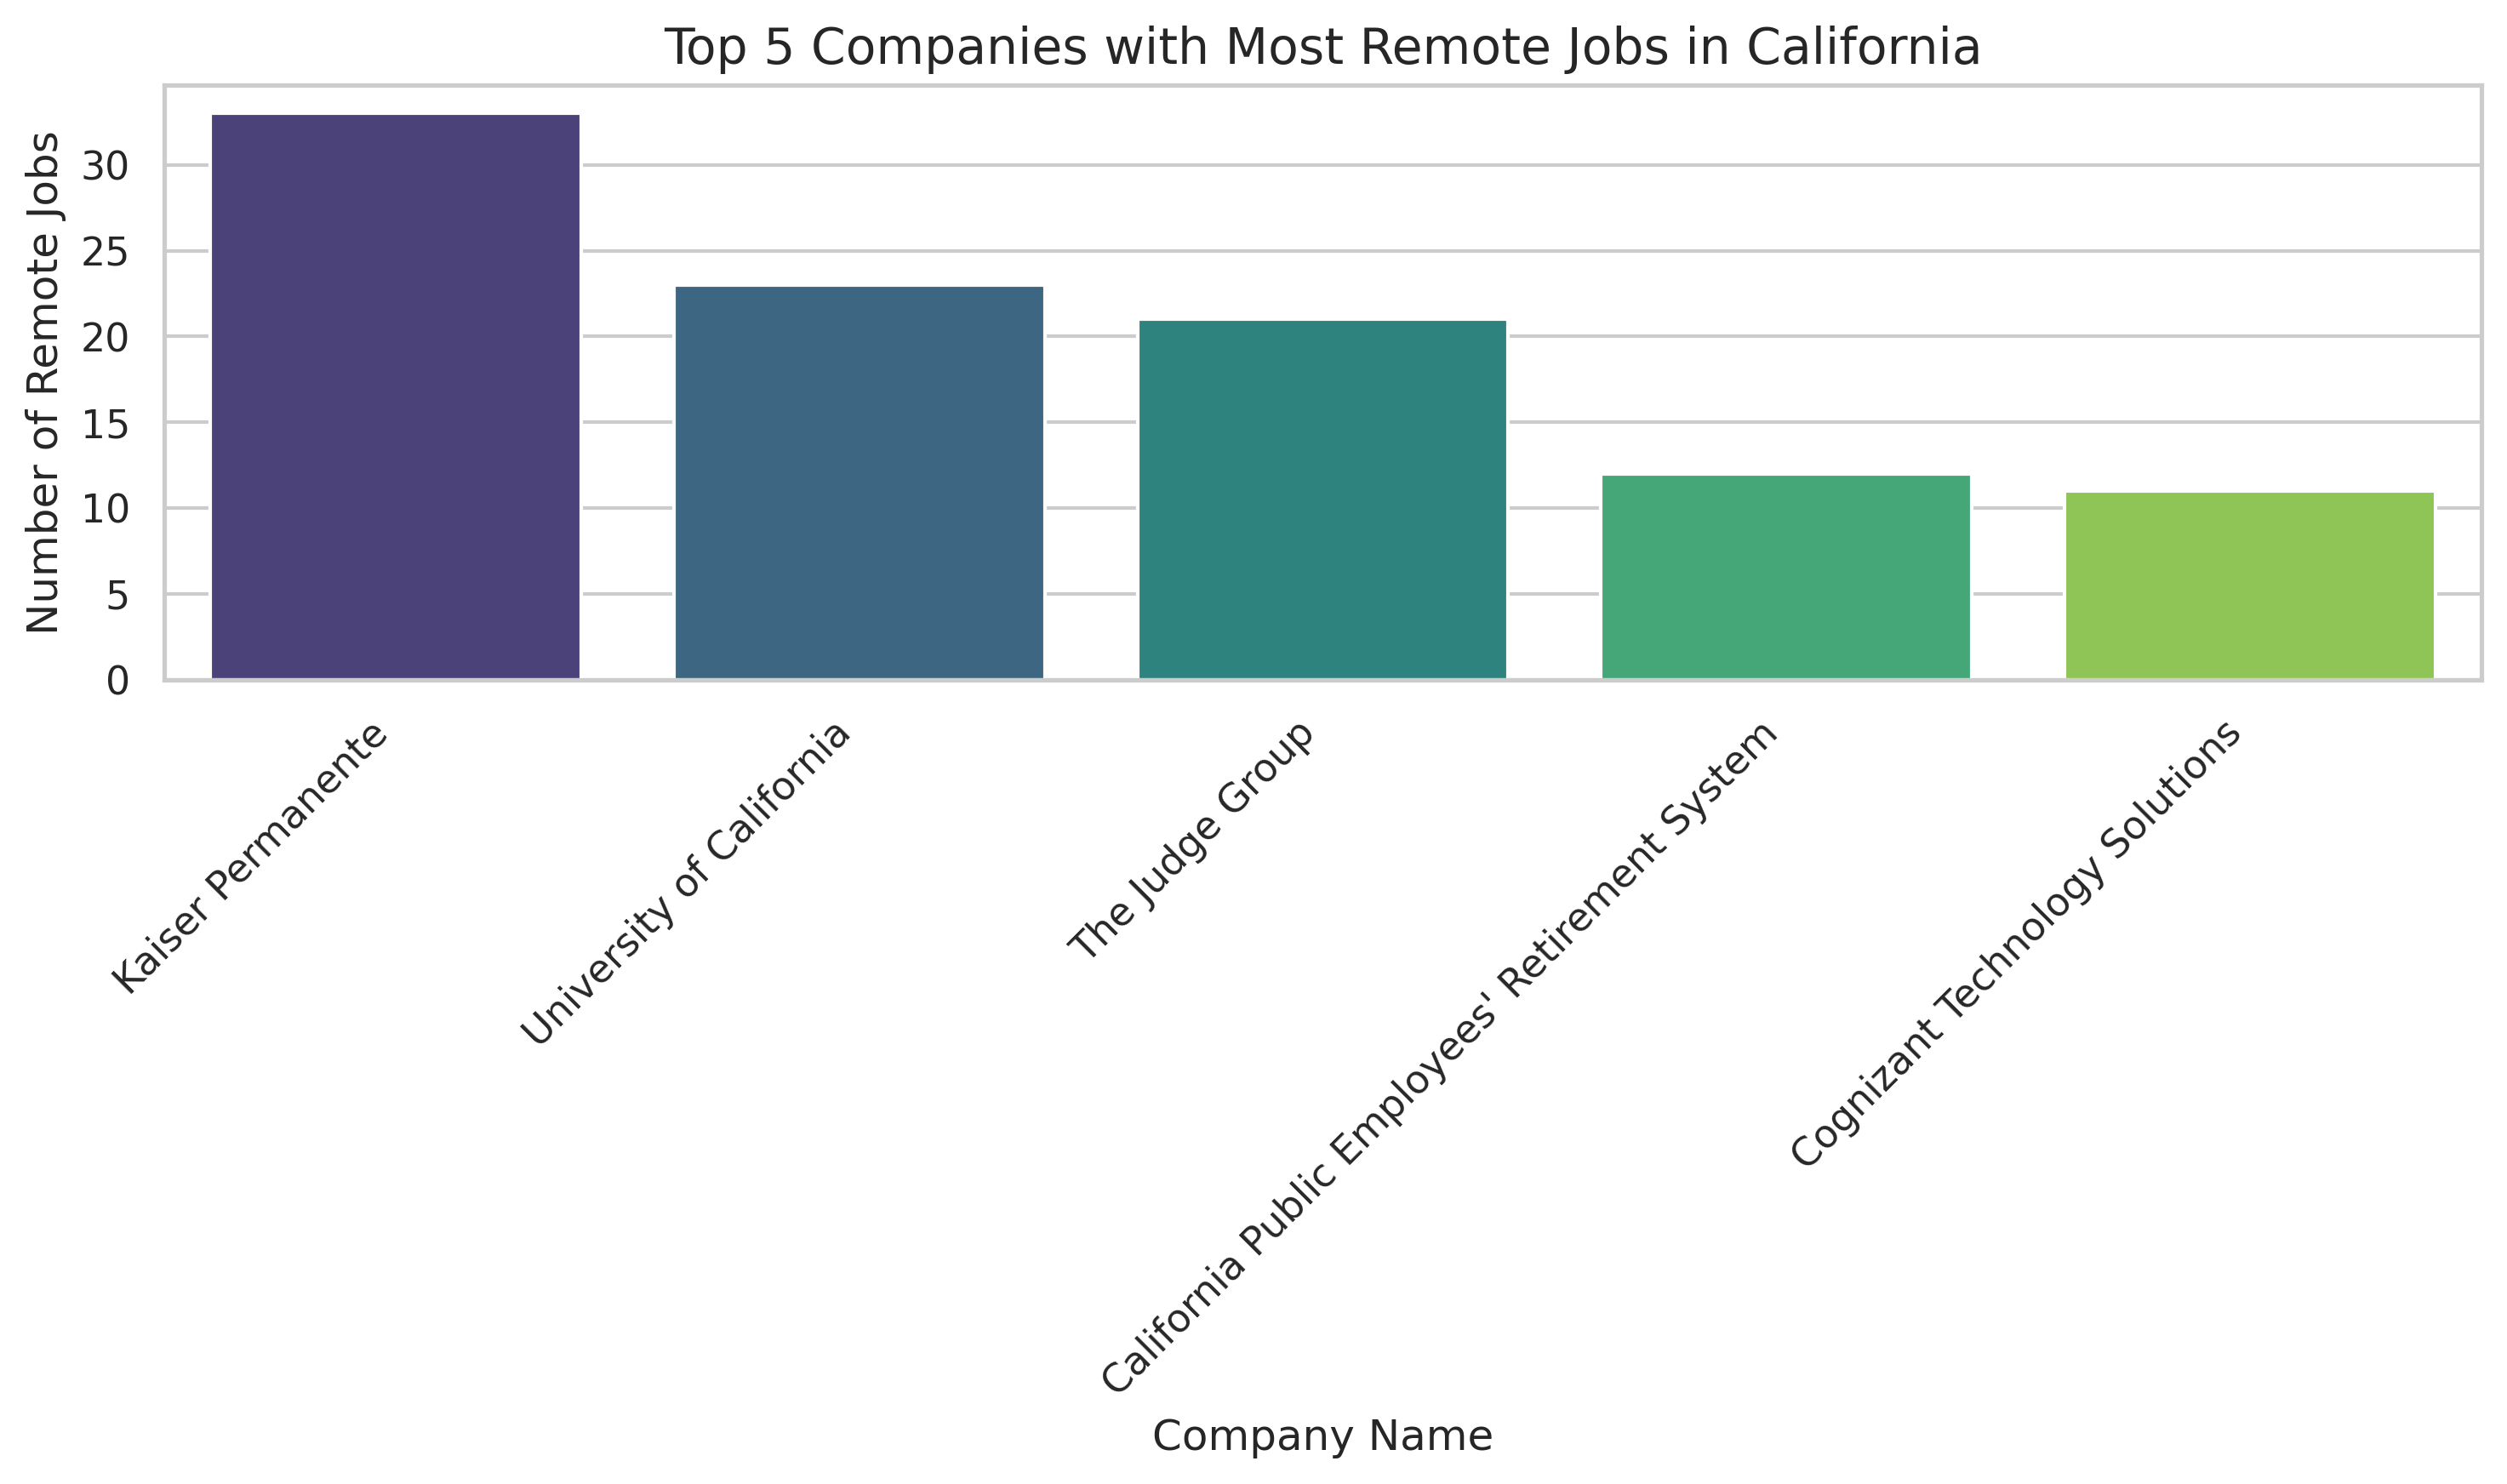 Top 5 Companies with Most Remote Jobs in California
Number of Remote Jobs
30
25
20
15
10
5
0
Kaiser Permanente
University of California
The Judge Group
California Public Employees' Retirement System
Cognizant Technology Solutions
Company Name